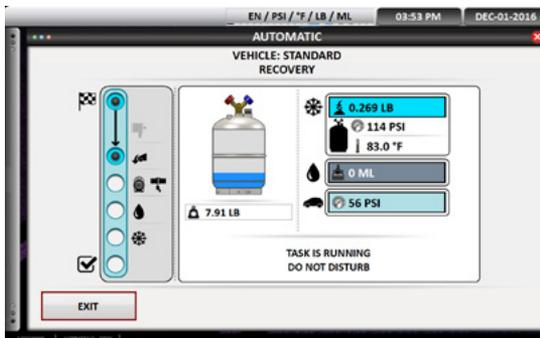 EN / PSI / °F / LB / ML 03:53 PM DEC-01-2016
AUTOMATIC
VEHICLE: STANDARD
RECOVERY
0.269 LB
114 PSI
83.0 °F
0 ML
7.91 LB
56 PSI
TASK IS RUNNING
DO NOT DISTURB
EXIT